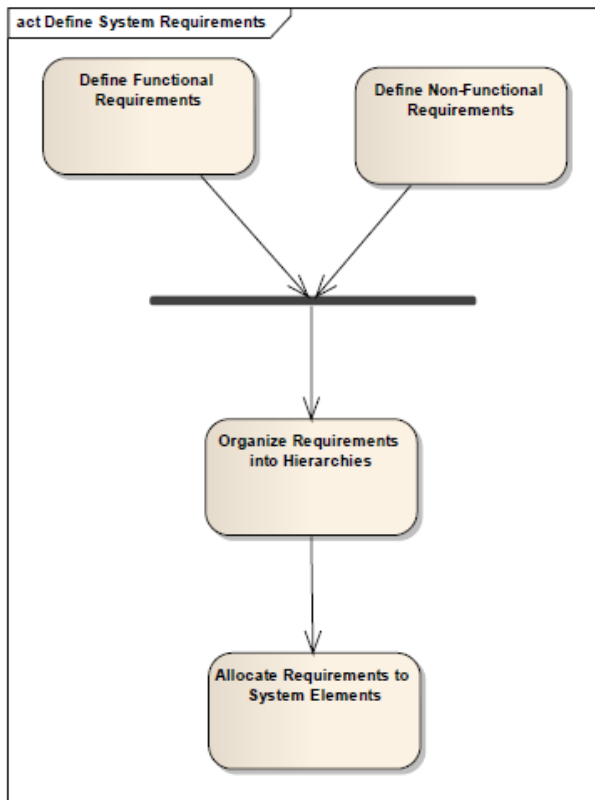 act Define System Requirements
Define Functional
Requirements
Define Non-Functional
Requirements
Organize Requirements
into Hierarchies
Allocate Requirements to
System Elements